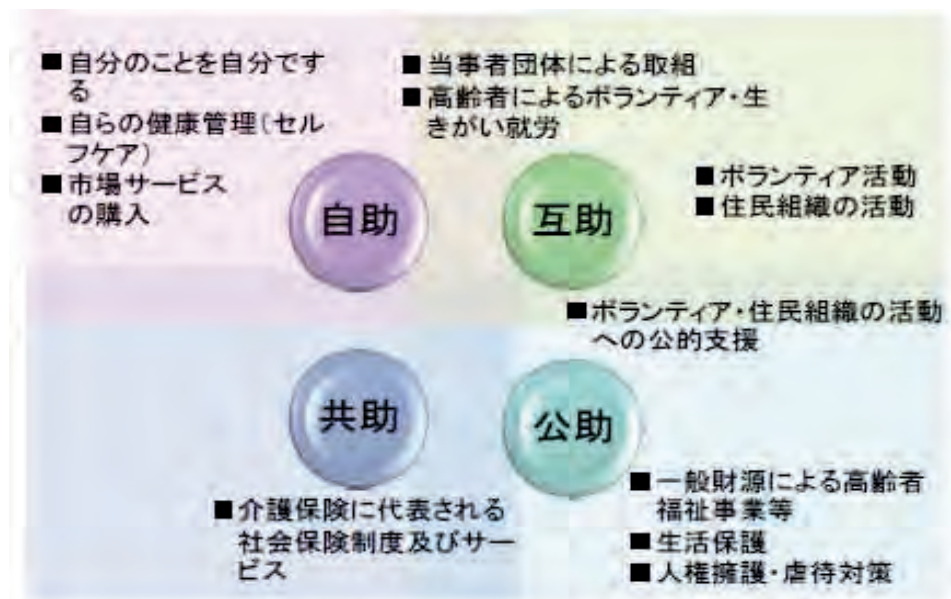 ■自分のことを自分です
る
■自らの健康管理(セル
フケア)
■市場サービス
の購入
■当事者団体による取組
■高齢者によるボランティア・生
きがい就労
自助
互助
■ボランティア活動
■住民組織の活動
■ボランティア・住民組織の活動
への公的支援
共助
公助
■介護保険に代表される
社会保険制度及びサー
ビス
■一般財源による高齢者
福祉事業等
■生活保護
■人権擁護・虐待対策